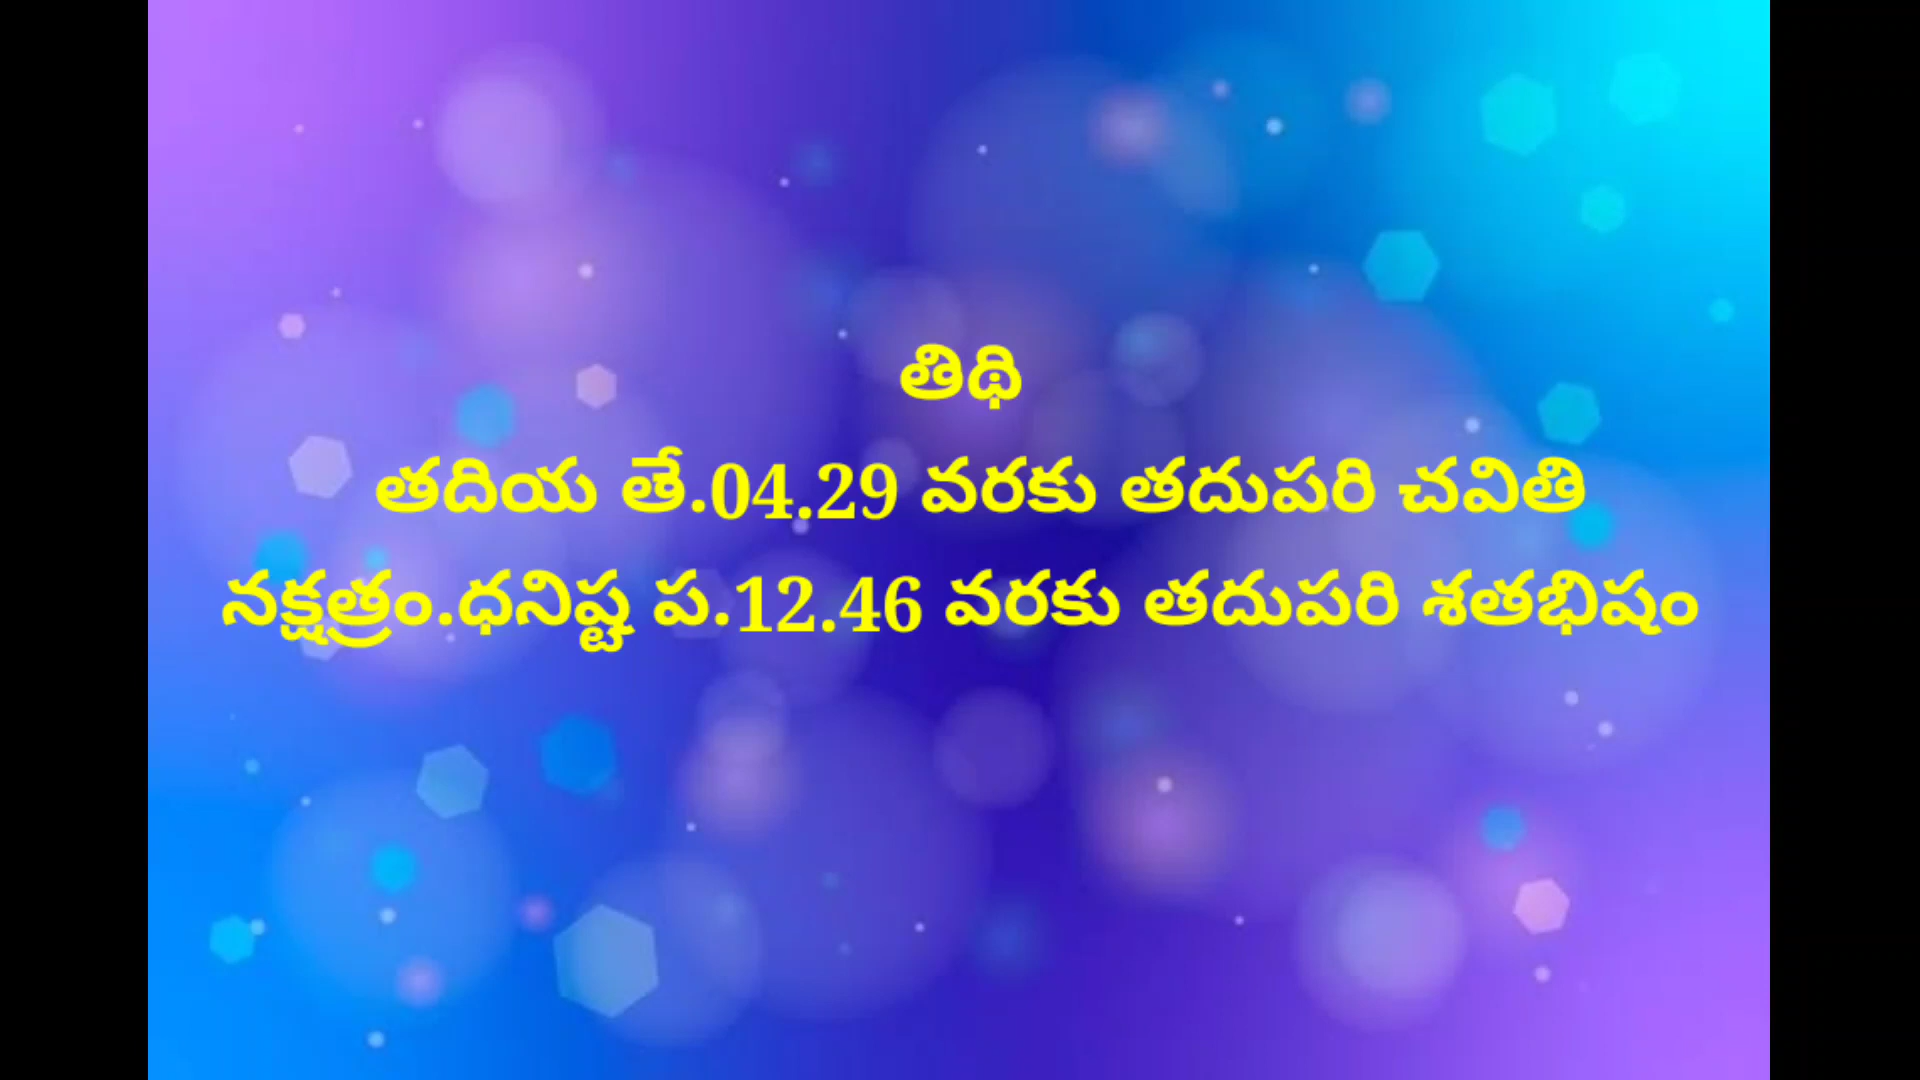 తిథి
తదియ తే.04.29 వరకు తదుపరి చవితి
నక్షత్రం.ధనిష్ట ప.12.46 వరకు తదుపరి శతభిషం